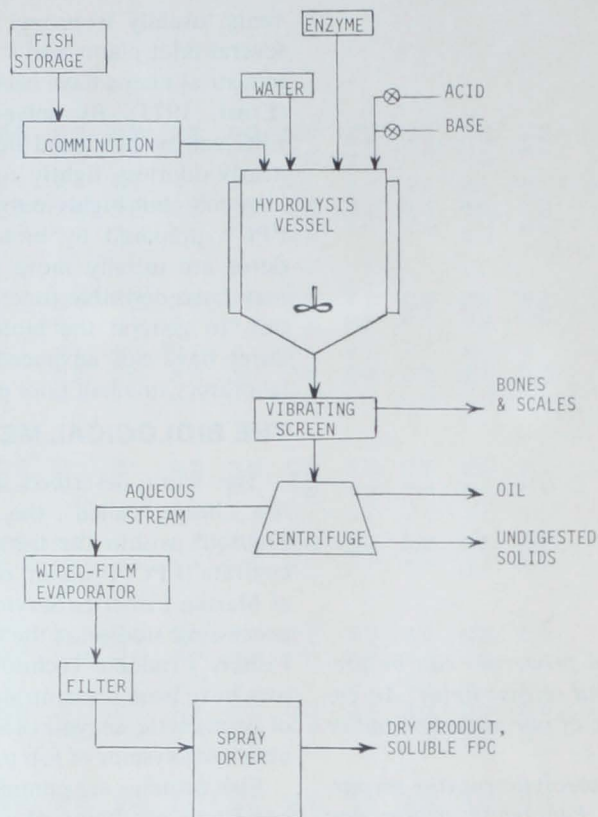 ENZYME
FISH
STORAGE
WATER
ACID
BASE
COMMINUTION
HYDROLYSIS
VESSEL
VIBRATING
SCREEN
BONES
& SCALES
CENTRIFUGE
OIL
UNDIGESTED
SOLIDS
AQUEOUS
STREAM
WIPED-FILM
EVAPORATOR
FILTER
SPRAY
DRYER
DRY PRODUCT,
SOLUBLE FPC